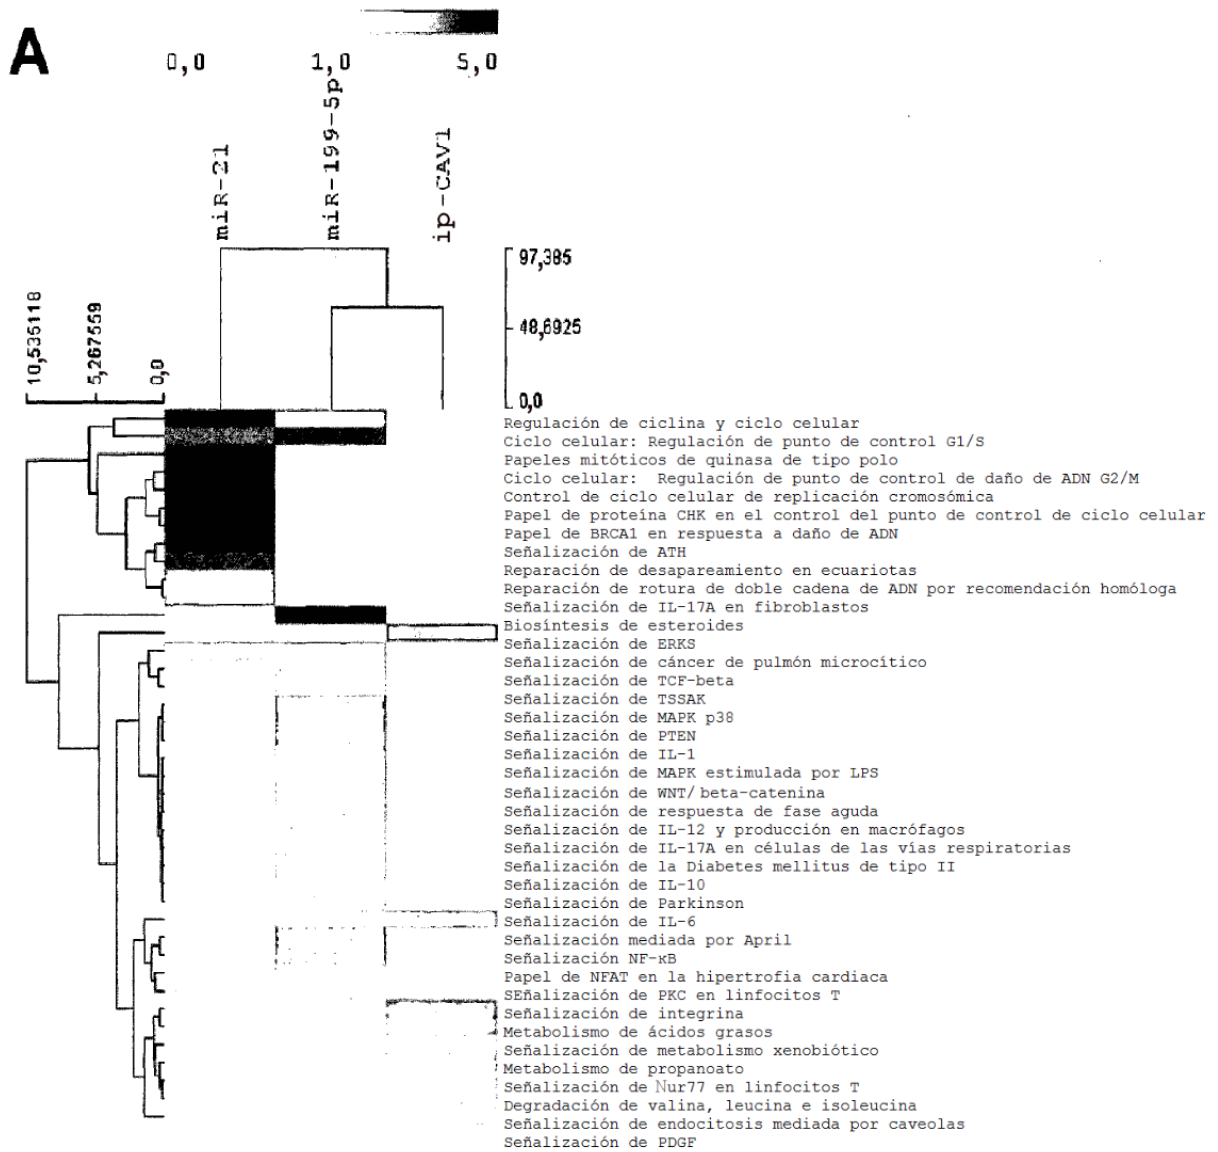 A
0,0 1,0 5,0
miR-21
miR-199-5p
ip-CAV1
97,385
48,6925
0,0
10,535118
5,267559
0,0
Regulación de ciclina y ciclo celular
Ciclo celular: Regulación de punto de control G1/S
Papeles mitóticos de quinasa de tipo polo
Ciclo celular: Regulación de punto de control de daño de ADN G2/M
Control de ciclo celular de replicación cromosómica
Papel de proteína CHK en el control del punto de control de ciclo celular
Papel de BRCA1 en respuesta a daño de ADN
Señalización de ATH
Reparación de desapareamiento en ecuariotas
Reparación de rotura de doble cadena de ADN por recomendación homóloga
Señalización de IL-17A en fibroblastos
Biosíntesis de esteroides
Señalización de ERKS
Señalización de cáncer de pulmón microcítico
Señalización de TCF-beta
Señalización de TSSAK
Señalización de MAPK p38
Señalización de PTEN
Señalización de IL-1
Señalización de MAPK estimulada por LPS
Señalización de WNT/beta-catenina
Señalización de respuesta de fase aguda
Señalización de IL-12 y producción en macrófagos
Señalización de IL-17A en células de las vías respiratorias
Señalización de la Diabetes mellitus de tipo II
Señalización de IL-10
Señalización de Parkinson
Señalización de IL-6
Señalización mediada por April
Señalización NF-κB
Papel de NFAT en la hipertrofia cardiaca
SEñalización de PKC en linfocitos T
Señalización de integrina
Metabolismo de ácidos grasos
Señalización de metabolismo xenobiótico
Metabolismo de propanoato
Señalización de Nur77 en linfocitos T
Degradación de valina, leucina e isoleucina
Señalización de endocitosis mediada por caveolas
Señalización de PDGF